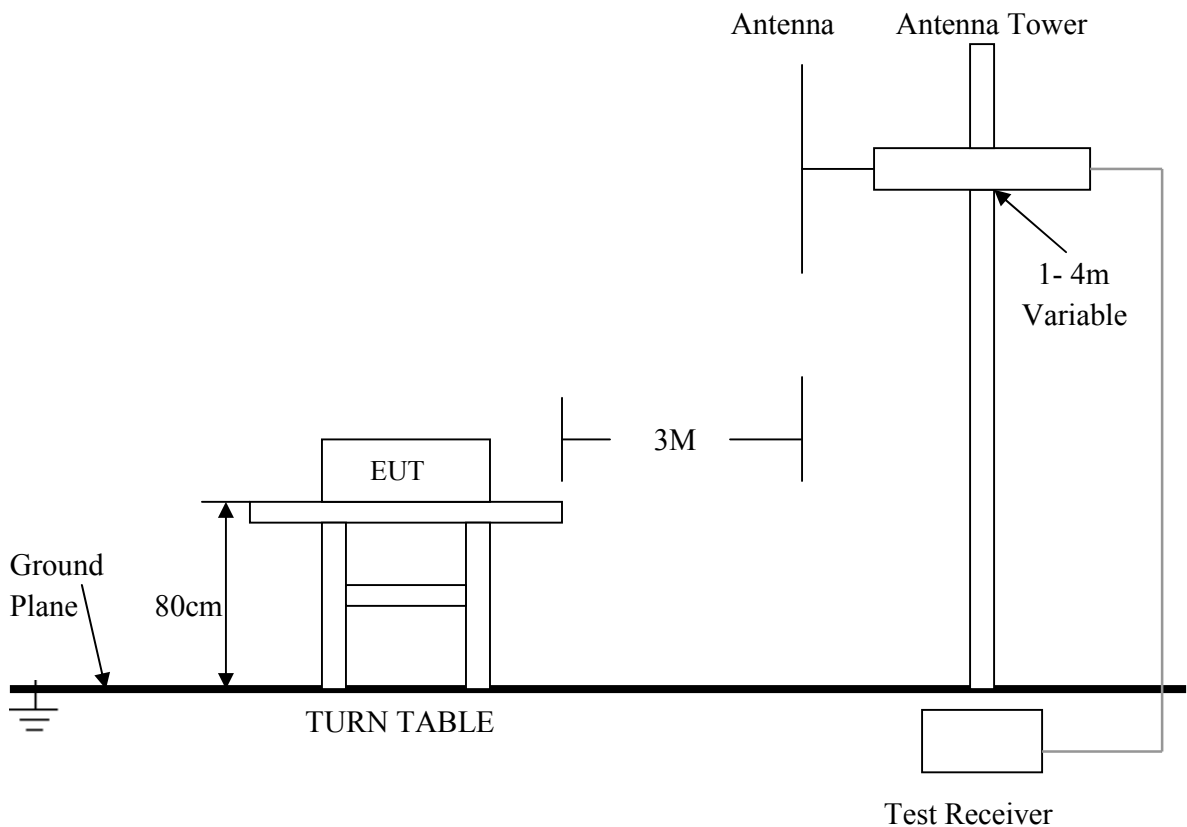 Antenna
Antenna Tower
1- 4m
Variable
3M
EUT
Ground
Plane
80cm
TURN TABLE
Test Receiver